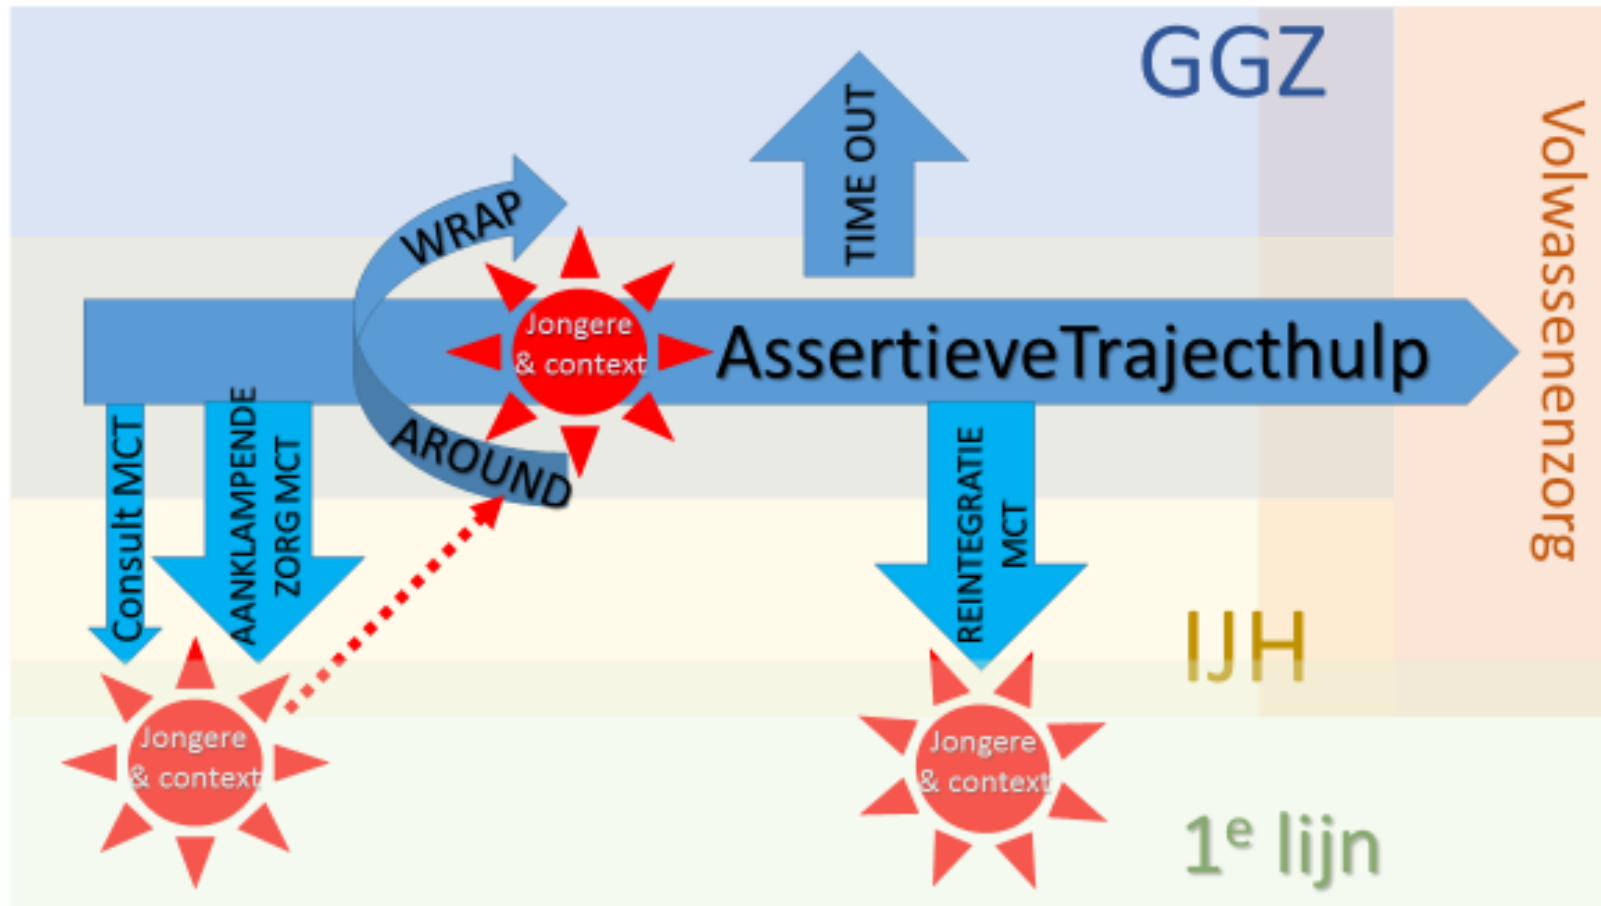 GGZ
Volwassenenzorg
TIME OUT
WRAP
Jongere
& context
AssertieveTrajecthulp
AROUND
Consult MCT
AANKLAMPENDE
ZORG MCT
REINTEGRATIE
MCT
IJH
Jongere
& context
Jongere
& context
1e lijn